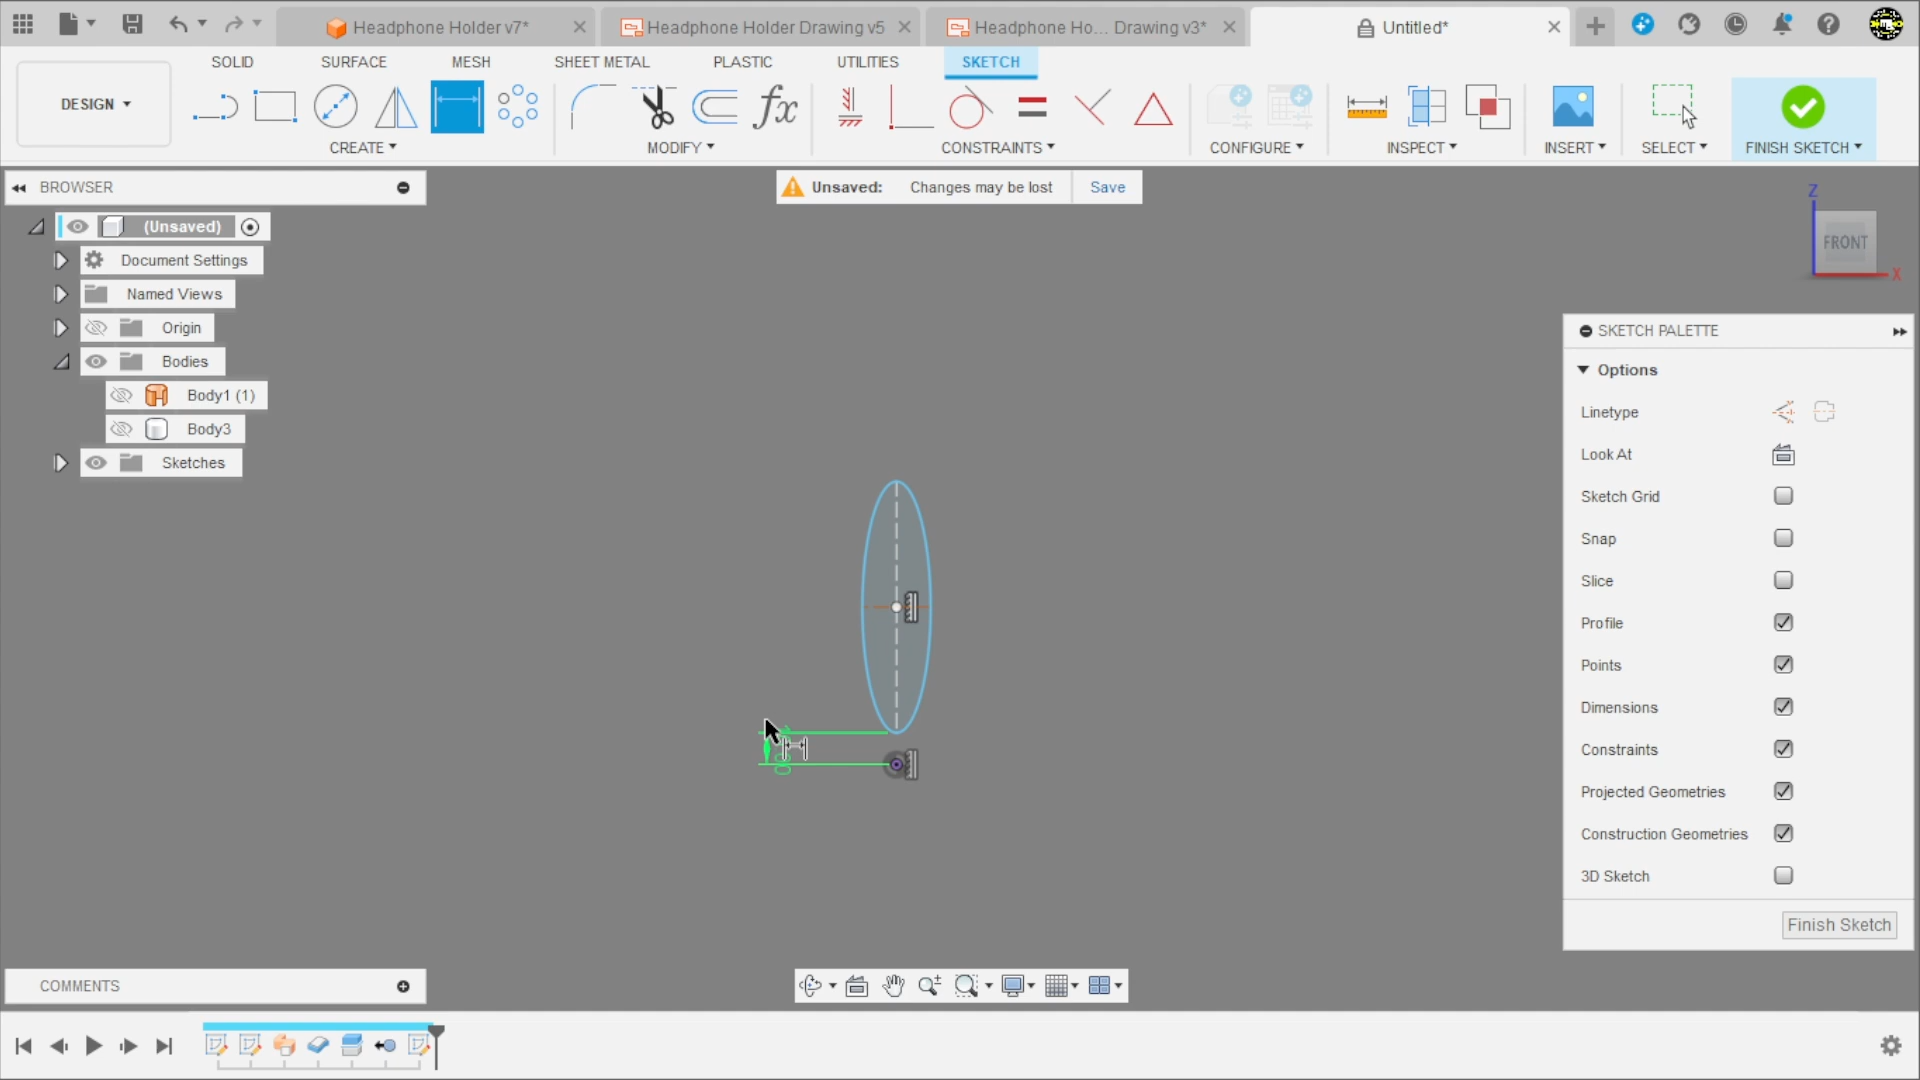 Headphone Holder v7*
Headphone Holder Drawing v5
Headphone Ho... Drawing v3*
Untitled*
SOLID
SURFACE
MESH
SHEET METAL
PLASTIC
UTILITIES
SKETCH
DESIGN
fx
CREATE
MODIFY
CONSTRAINTS
CONFIGURE
INSPECT
INSERT
SELECT
FINISH SKETCH
BROWSER
Unsaved: Changes may be lost Save
(Unsaved)
Document Settings
Named Views
Origin
Bodies
Body1 (1)
Body3
Sketches
Z
FRONT
X
SKETCH PALETTE
Options
Linetype
Look At
Sketch Grid
Snap
Slice
Profile
Points
Dimensions
Constraints
Projected Geometries
Construction Geometries
3D Sketch
Finish Sketch
COMMENTS